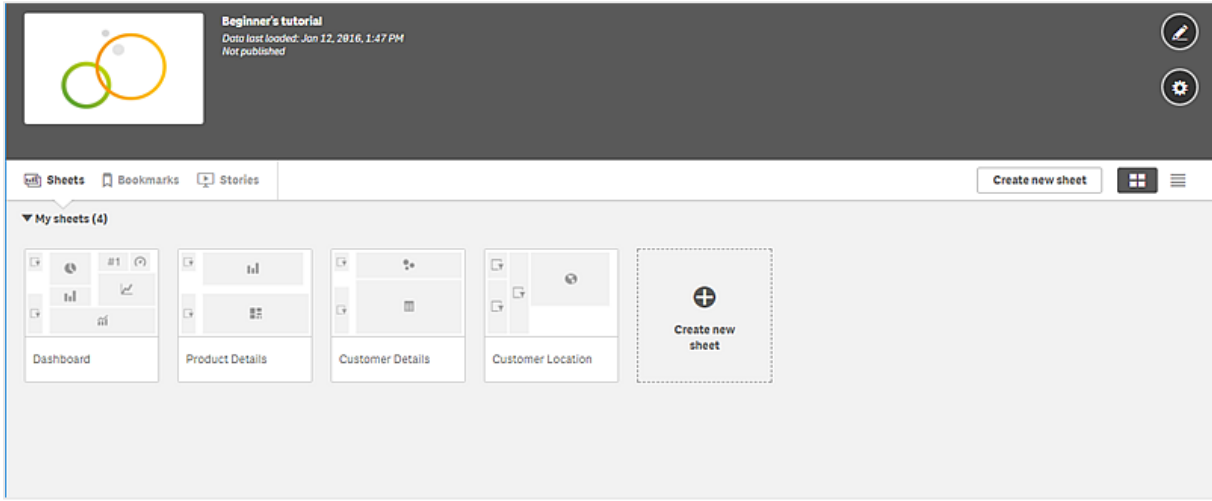 Beginner's tutorial
Data last loaded: Jan 12, 2016, 1:47 PM
Not published
Sheets Bookmarks Stories Create new sheet
My sheets (4)
#1
Create new
sheet
Dashboard Product Details Customer Details Customer Location